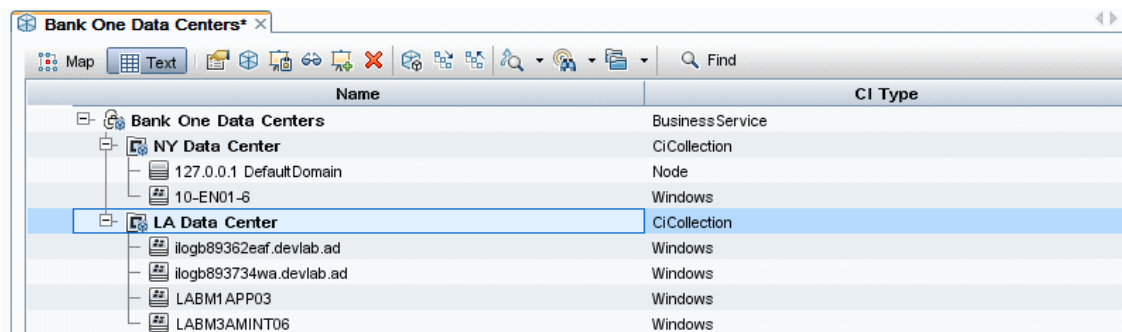 Bank One Data Centers*
Map Text Find
Name CI Type
Bank One Data Centers BusinessService
NY Data Center CiCollection
127.0.0.1 DefaultDomain Node
10-EN01-6 Windows
LA Data Center CiCollection
ilogb89362eaf.devlab.ad Windows
ilogb893734wa.devlab.ad Windows
LABM1APP03 Windows
LABM3AMINT06 Windows